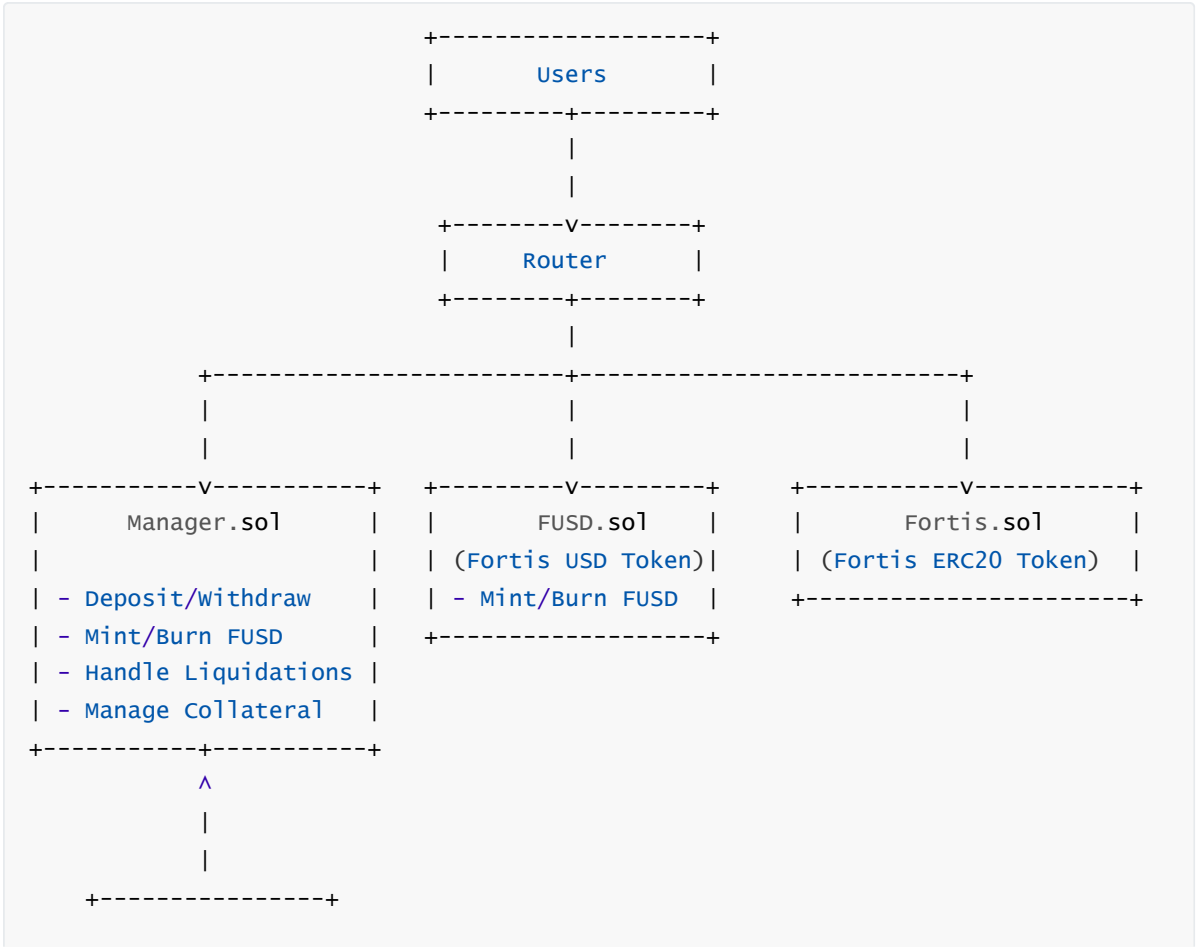 +-------------------+
|       Users       |
+---------+---------+
          |
          |
+--------v--------+
|     Router      |
+--------+--------+
         |
+-------------------------+---------------------------+
|                         |                           |
|                         |                           |
+-----------v-----------+   +---------v---------+     +-----------v-----------+
|      Manager.sol      |   |       FUSD.sol    |     |       Fortis.sol      |
|                       |   | (Fortis USD Token)|     | (Fortis ERC20 Token)  |
| - Deposit/Withdraw    |   | - Mint/Burn FUSD  |     +-----------------------+
| - Mint/Burn FUSD      |   +-------------------+
| - Handle Liquidations |
| - Manage Collateral   |
+-----------+-----------+
            ^
            |
            |
+----------------+